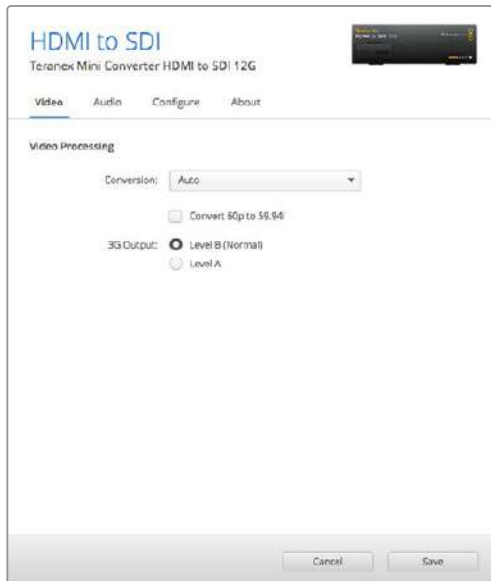 HDMI to SDI
Teranex Mini Converter HDMI to SDI 12G
Video Audio Configure About
Video Processing
Conversion: Auto
Convert 60p to 59.94i
3G Output: Level B (Normal)
Level A
Cancel Save